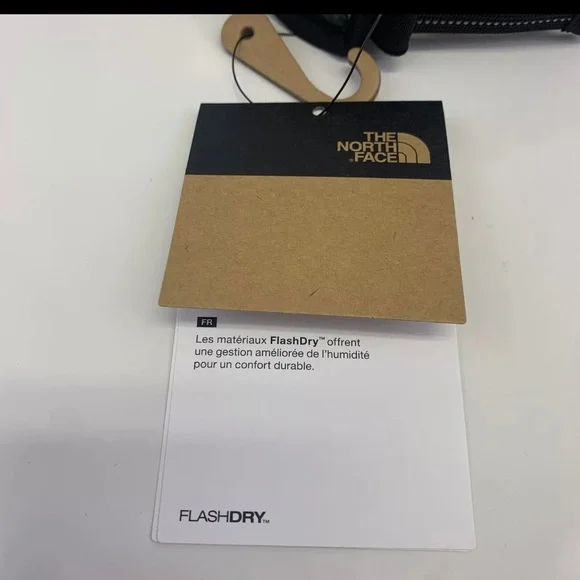 THE
NORTH
FACE
FR
Les matériaux FlashDry™ offrent
une gestion améliorée de l'humidité
pour un confort durable.
FLASHDRY™